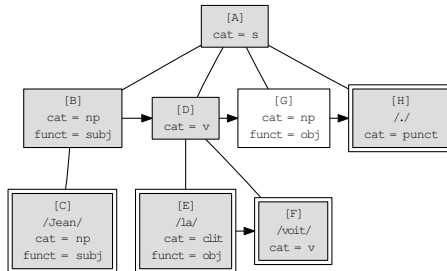 [A]
cat = s
[B]
cat = np
funct = subj
[D]
cat = v
[G]
cat = np
funct = obj
[H]
/./
cat = punct
[C]
/Jean/
cat = np
funct = subj
[E]
/la/
cat = clit
funct = obj
[F]
/voit/
cat = v